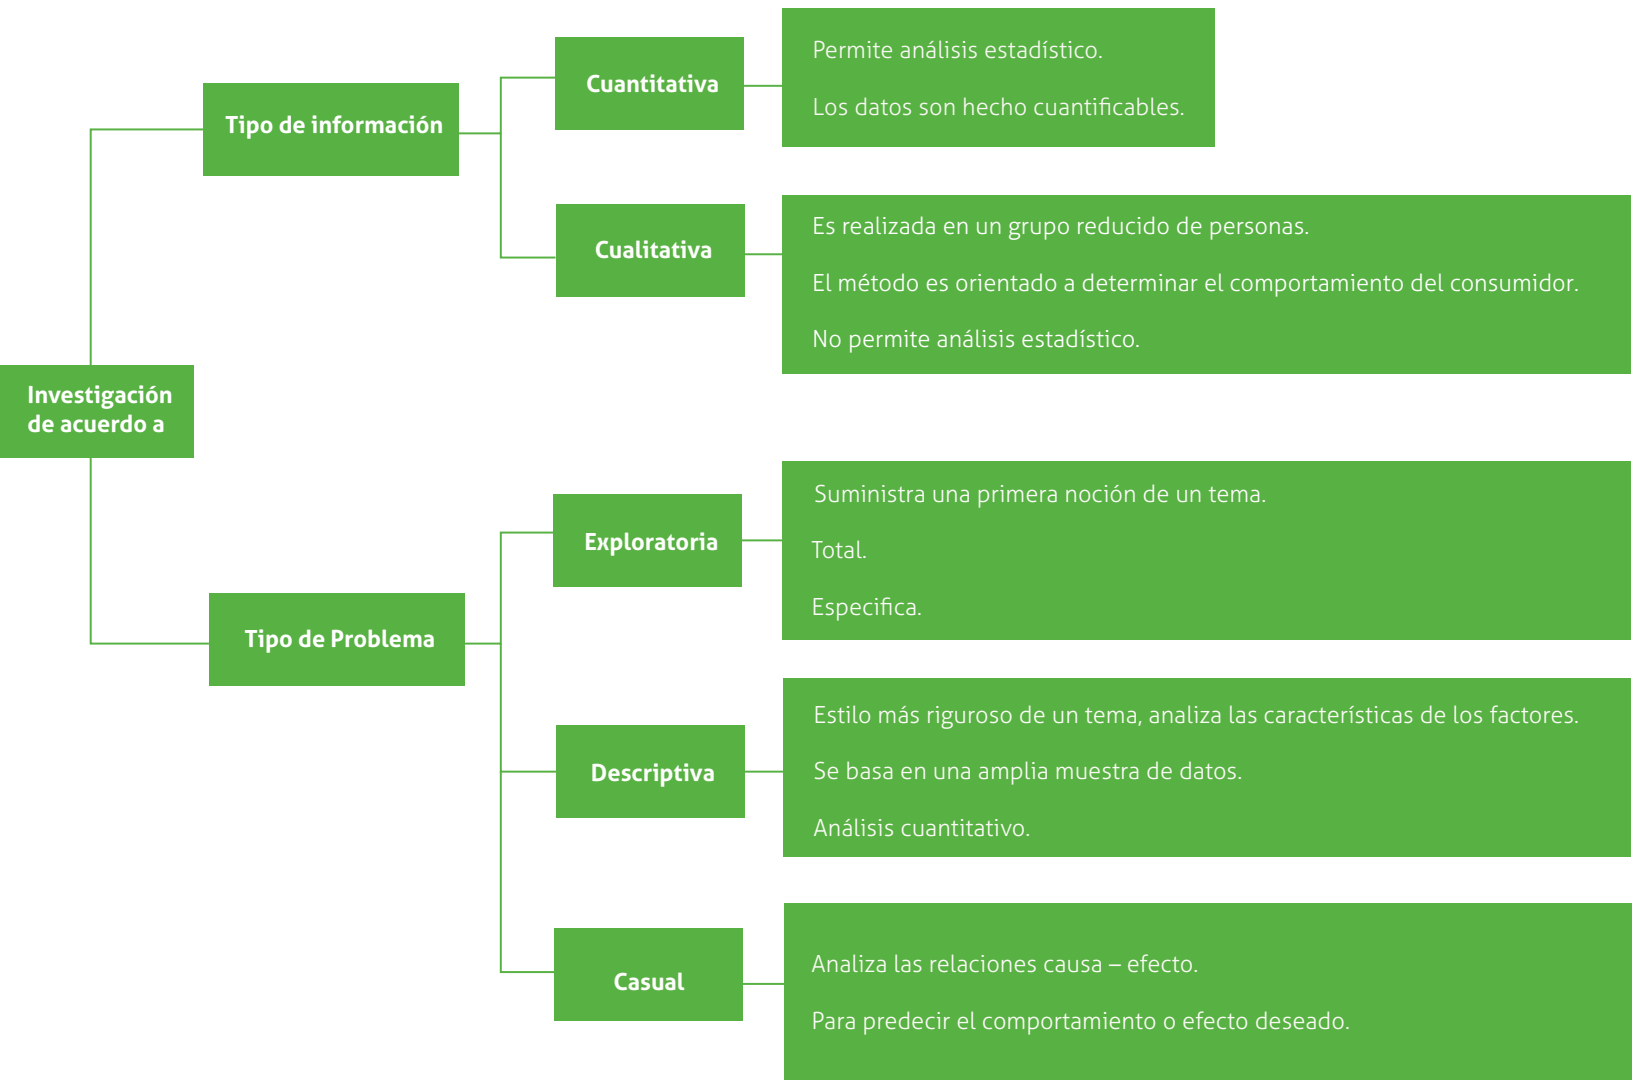 Investigación
de acuerdo a
Tipo de información
Cuantitativa
Permite análisis estadístico.
Los datos son hecho cuantificables.
Cualitativa
Es realizada en un grupo reducido de personas.
El método es orientado a determinar el comportamiento del consumidor.
No permite análisis estadístico.
Tipo de Problema
Exploratoria
Suministra una primera noción de un tema.
Total.
Especifica.
Descriptiva
Estilo más riguroso de un tema, analiza las características de los factores.
Se basa en una amplia muestra de datos.
Análisis cuantitativo.
Casual
Analiza las relaciones causa – efecto.
Para predecir el comportamiento o efecto deseado.